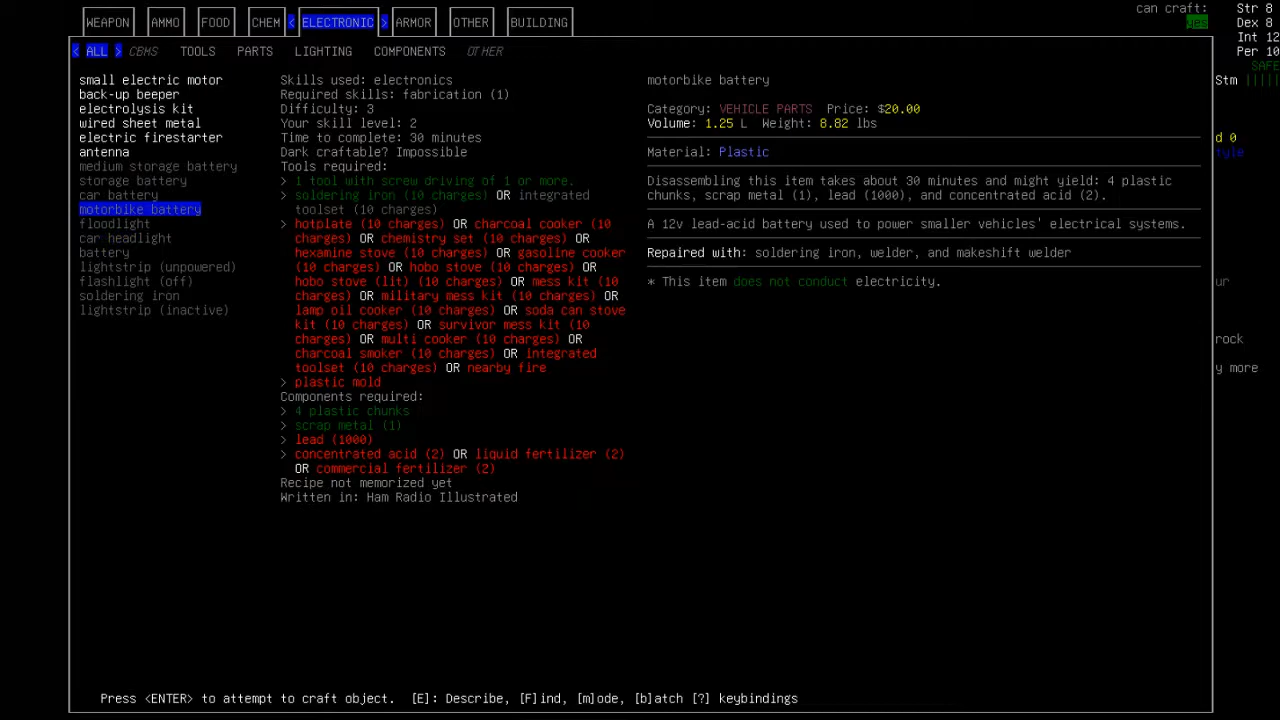 WEAPON AMMO FOOD CHEM < ELECTRONIC > ARMOR OTHER BUILDING
can craft:
yes
Str 8
Dex 8
Int 12
Per 10
SAFE
Stm |||||
d 0
tyle
ur
rock
y more
< ALL > CBMS TOOLS PARTS LIGHTING COMPONENTS OTHER
small electric motor
back-up beeper
electrolysis kit
wired sheet metal
electric firestarter
antenna
medium storage battery
storage battery
car battery
motorbike battery
floodlight
car headlight
battery
lightstrip (unpowered)
flashlight (off)
soldering iron
lightstrip (inactive)
Skills used: electronics
Required skills: fabrication (1)
Difficulty: 3
Your skill level: 2
Time to complete: 30 minutes
Dark craftable? Impossible
Tools required:
> 1 tool with screw driving of 1 or more.
> soldering iron (10 charges) OR integrated
toolset (10 charges)
> hotplate (10 charges) OR charcoal cooker (10
charges) OR chemistry set (10 charges) OR
hexamine stove (10 charges) OR gasoline cooker
(10 charges) OR hobo stove (10 charges) OR
hobo stove (lit) (10 charges) OR mess kit (10
charges) OR military mess kit (10 charges) OR
lamp oil cooker (10 charges) OR soda can stove
kit (10 charges) OR survivor mess kit (10
charges) OR multi cooker (10 charges) OR
charcoal smoker (10 charges) OR integrated
toolset (10 charges) OR nearby fire
> plastic mold
Components required:
> 4 plastic chunks
> scrap metal (1)
> lead (1000)
> concentrated acid (2) OR liquid fertilizer (2)
OR commercial fertilizer (2)
Recipe not memorized yet
Written in: Ham Radio Illustrated
motorbike battery
Category: VEHICLE PARTS Price: $20.00
Volume: 1.25 L Weight: 8.82 lbs
Material: Plastic
Disassembling this item takes about 30 minutes and might yield: 4 plastic
chunks, scrap metal (1), lead (1000), and concentrated acid (2).
A 12v lead-acid battery used to power smaller vehicles' electrical systems.
Repaired with: soldering iron, welder, and makeshift welder
* This item does not conduct electricity.
Press <ENTER> to attempt to craft object. [E]: Describe, [F]ind, [m]ode, [b]atch [?] keybindings